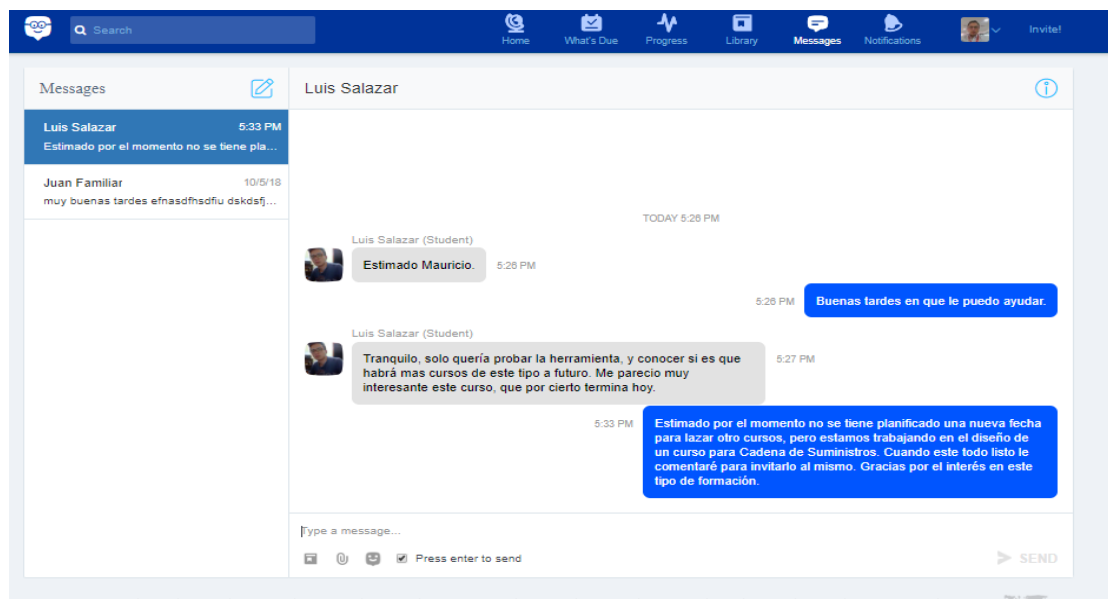 Search
Home
What's Due
Progress
Library
Messages
Notifications
Invite!
Messages
Luis Salazar
5:33 PM
Estimado por el momento no se tiene pla...
Juan Familiar
10/5/18
muy buenas tardes efnasdfhsdfiu dskdsfj...
Luis Salazar
TODAY 5:26 PM
Luis Salazar (Student)
Estimado Mauricio.
5:26 PM
5:26 PM
Buenas tardes en que le puedo ayudar.
Luis Salazar (Student)
Tranquilo, solo quería probar la herramienta, y conocer si es que
habrá mas cursos de este tipo a futuro. Me parecio muy
interesante este curso, que por cierto termina hoy.
5:27 PM
5:33 PM
Estimado por el momento no se tiene planificado una nueva fecha
para lazar otro cursos, pero estamos trabajando en el diseño de
un curso para Cadena de Suministros. Cuando este todo listo le
comentaré para invitarlo al mismo. Gracias por el interés en este
tipo de formación.
Type a message...
Press enter to send
SEND